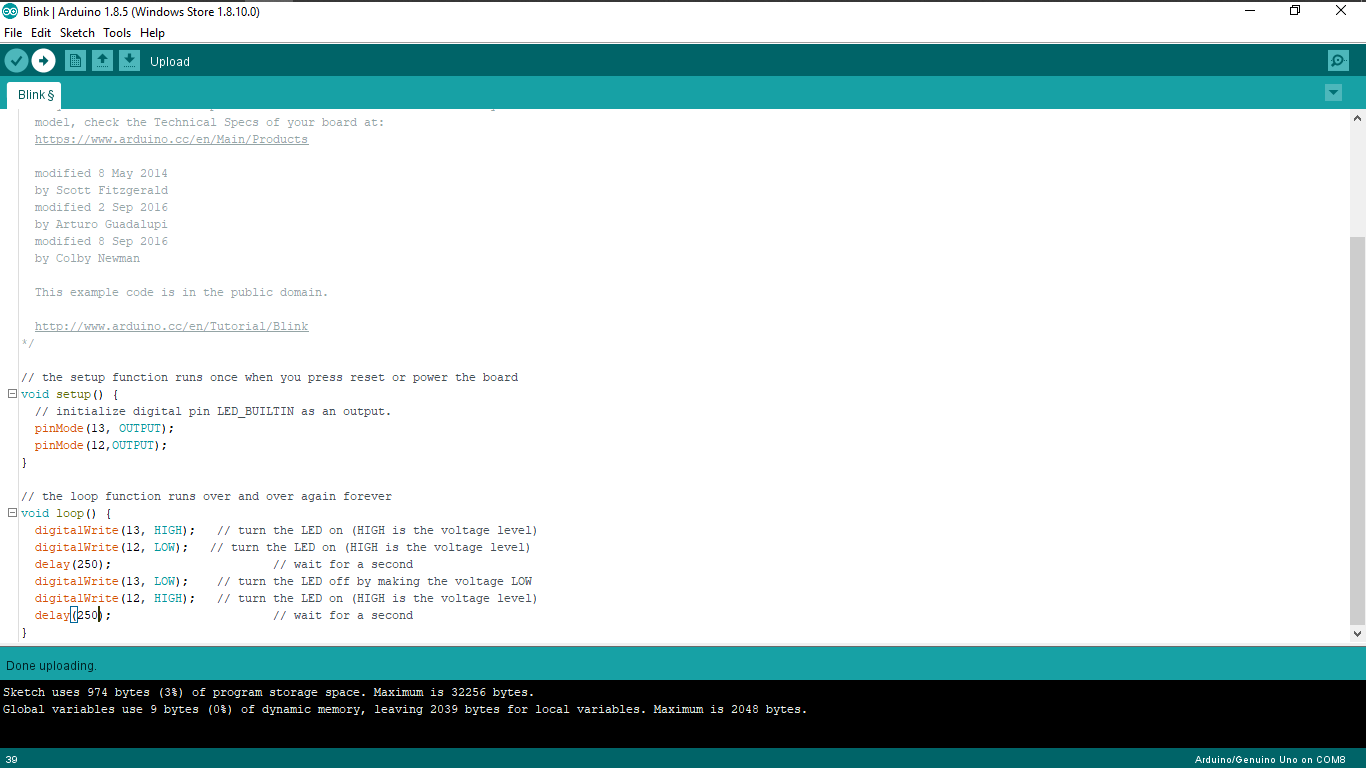 Blink | Arduino 1.8.5 (Windows Store 1.8.10.0)
File Edit Sketch Tools Help
Upload
Blink §
model, check the Technical Specs of your board at:
https://www.arduino.cc/en/Main/Products
modified 8 May 2014
by Scott Fitzgerald
modified 2 Sep 2016
by Arturo Guadalupi
modified 8 Sep 2016
by Colby Newman
This example code is in the public domain.
http://www.arduino.cc/en/Tutorial/Blink
*/
// the setup function runs once when you press reset or power the board
void setup() {
// initialize digital pin LED_BUILTIN as an output.
pinMode(13, OUTPUT);
pinMode(12,OUTPUT);
}
// the loop function runs over and over again forever
void loop() {
digitalWrite(13, HIGH);   // turn the LED on (HIGH is the voltage level)
digitalWrite(12, LOW);   // turn the LED on (HIGH is the voltage level)
delay(250);                       // wait for a second
digitalWrite(13, LOW);    // turn the LED off by making the voltage LOW
digitalWrite(12, HIGH);   // turn the LED on (HIGH is the voltage level)
delay(250);                       // wait for a second
}
Done uploading.
Sketch uses 974 bytes (3%) of program storage space. Maximum is 32256 bytes.
Global variables use 9 bytes (0%) of dynamic memory, leaving 2039 bytes for local variables. Maximum is 2048 bytes.
39
Arduino/Genuino Uno on COM8